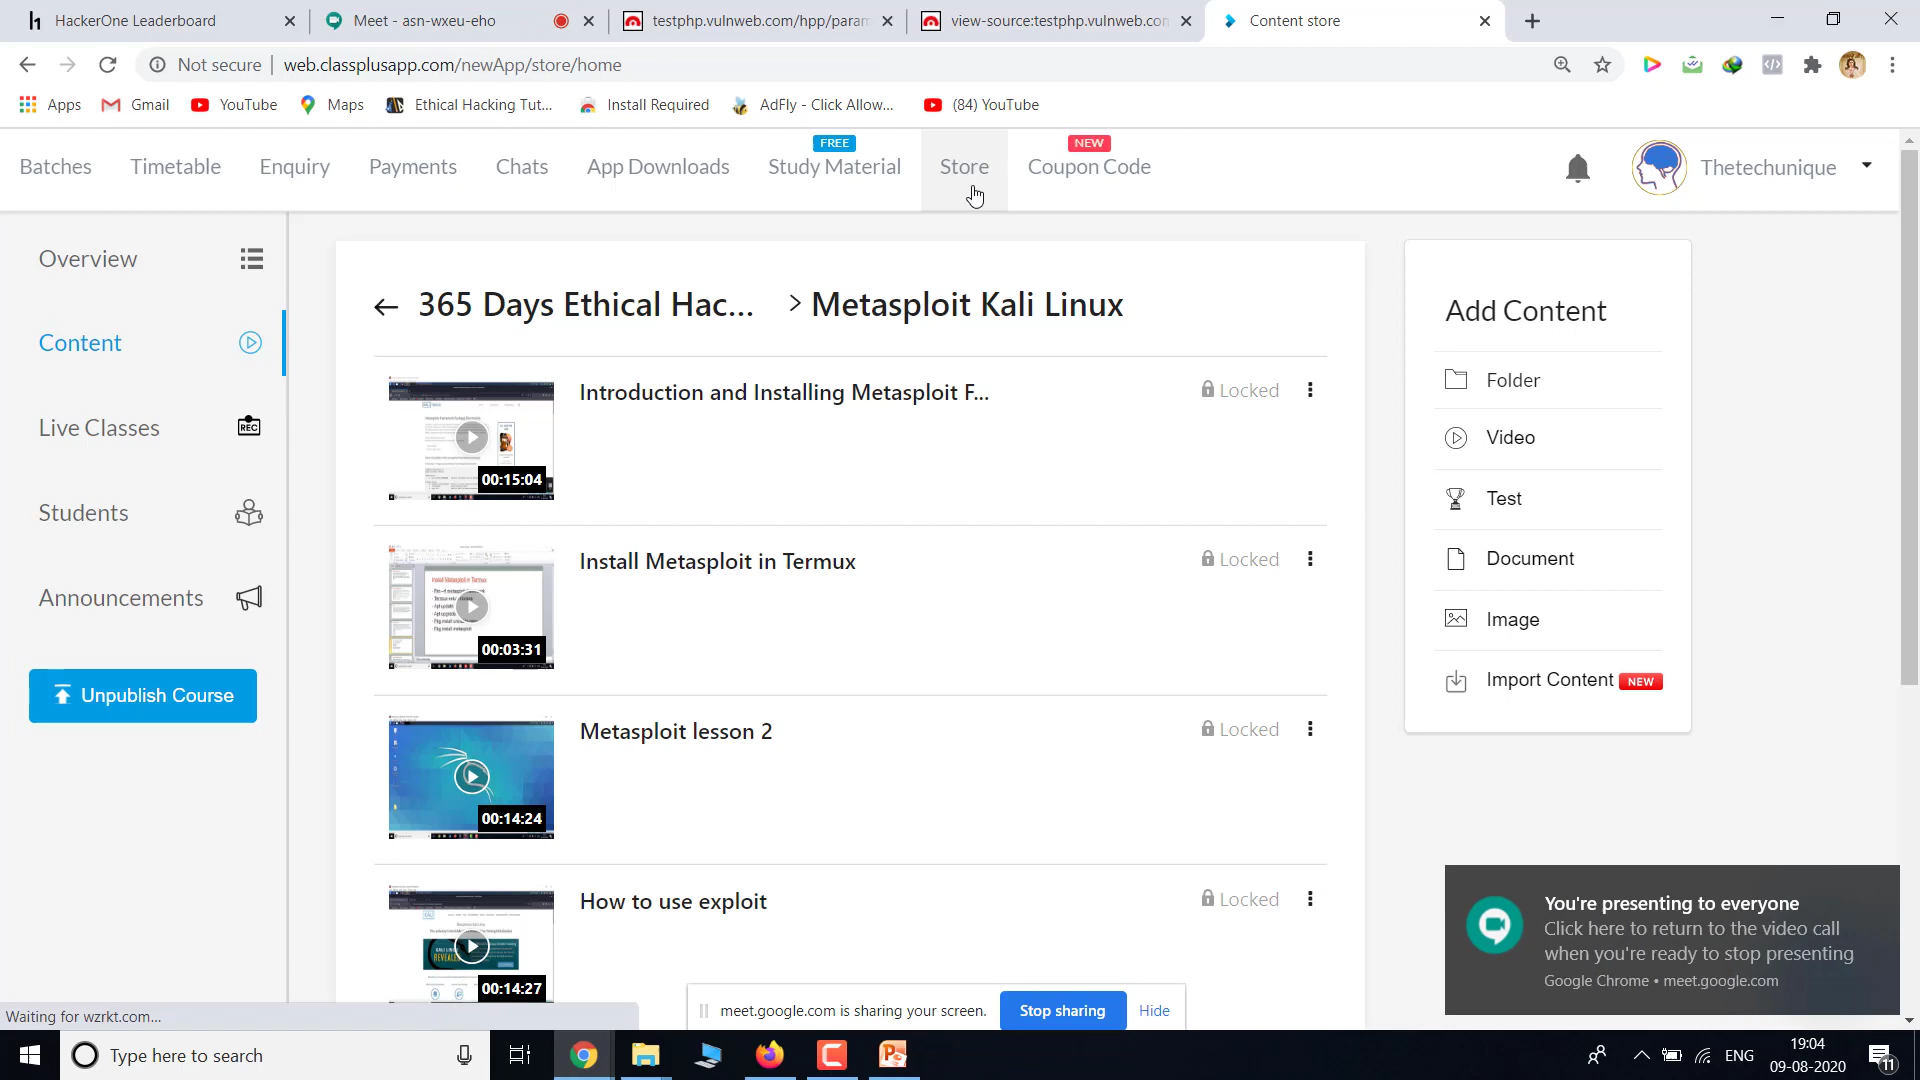 HackerOne Leaderboard
Meet - asn-wxeu-eho
testphp.vulnweb.com/hpp/param
view-source:testphp.vulnweb.con
Content store
Not secure
web.classplusapp.com/newApp/store/home
Apps
Gmail
YouTube
Maps
Ethical Hacking Tut...
Install Required
AdFly - Click Allow...
(84) YouTube
Batches
Timetable
Enquiry
Payments
Chats
App Downloads
FREE
Study Material
Store
NEW
Coupon Code
Thetechunique
Overview
Content
Live Classes
REC
Students
Announcements
Unpublish Course
365 Days Ethical Hac... > Metasploit Kali Linux
Introduction and Installing Metasploit F...
Locked
00:15:04
Install Metasploit in Termux
Locked
00:03:31
Metasploit lesson 2
Locked
00:14:24
How to use exploit
Locked
00:14:27
Add Content
Folder
Video
Test
Document
Image
Import Content NEW
You're presenting to everyone
Click here to return to the video call
when you're ready to stop presenting
Google Chrome • meet.google.com
Waiting for wzrkt.com...
meet.google.com is sharing your screen.
Stop sharing
Hide
Type here to search
ENG
19:04
09-08-2020
11